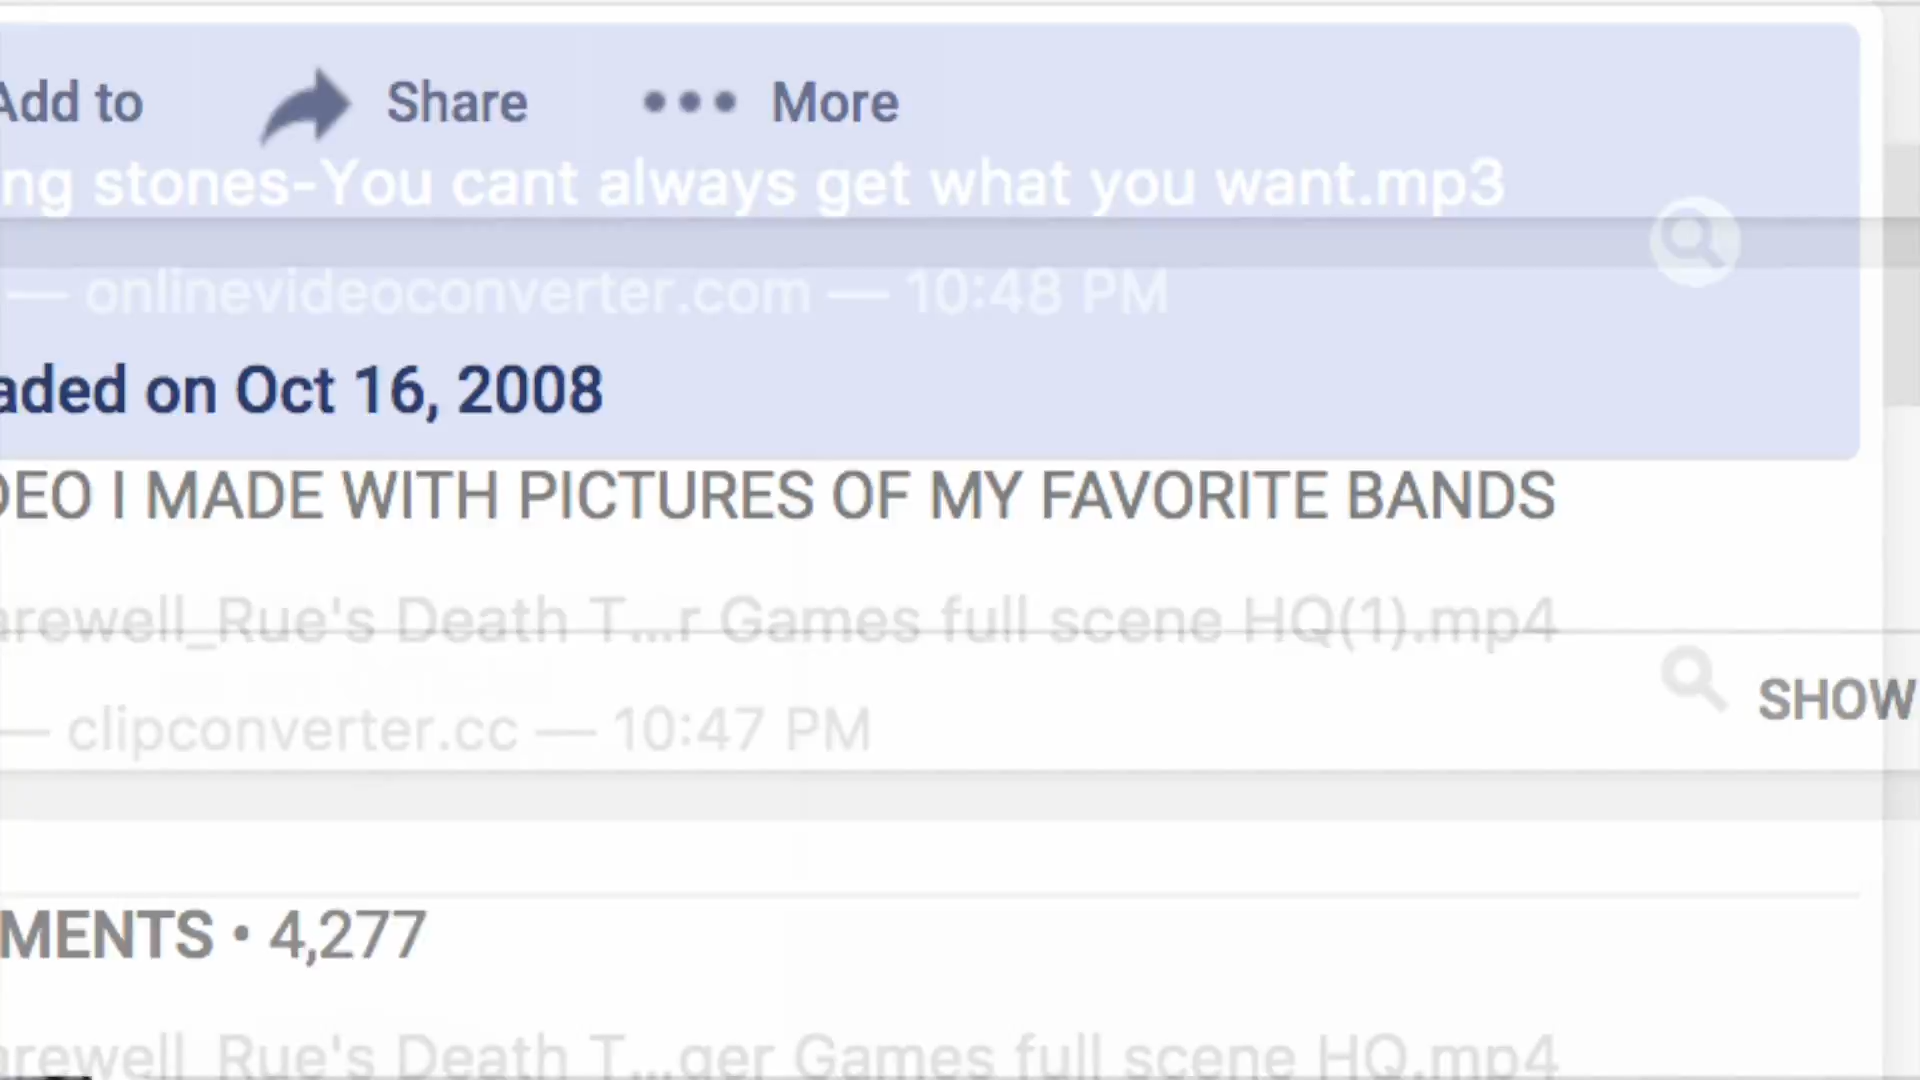 Add to Share More
ng stones-You cant always get what you want.mp3
— onlinevideoconverter.com — 10:48 PM
aded on Oct 16, 2008
DEO I MADE WITH PICTURES OF MY FAVORITE BANDS
arewell_Rue's Death T...r Games full scene HQ(1).mp4
SHOW
— clipconverter.cc — 10:47 PM
MENTS • 4,277
arewell_Rue's Death T...ger Games full scene HQ.mp4